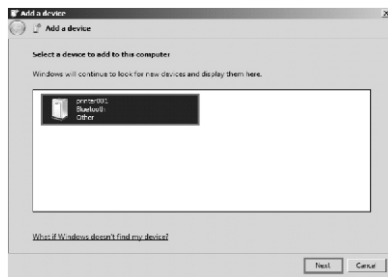 Add a device
Add a device
Select a device to add to this computer
Windows will continue to look for new devices and display them here.
printer001
Bluetooth
Other
What if Windows doesn't find my device?
Next Cancel